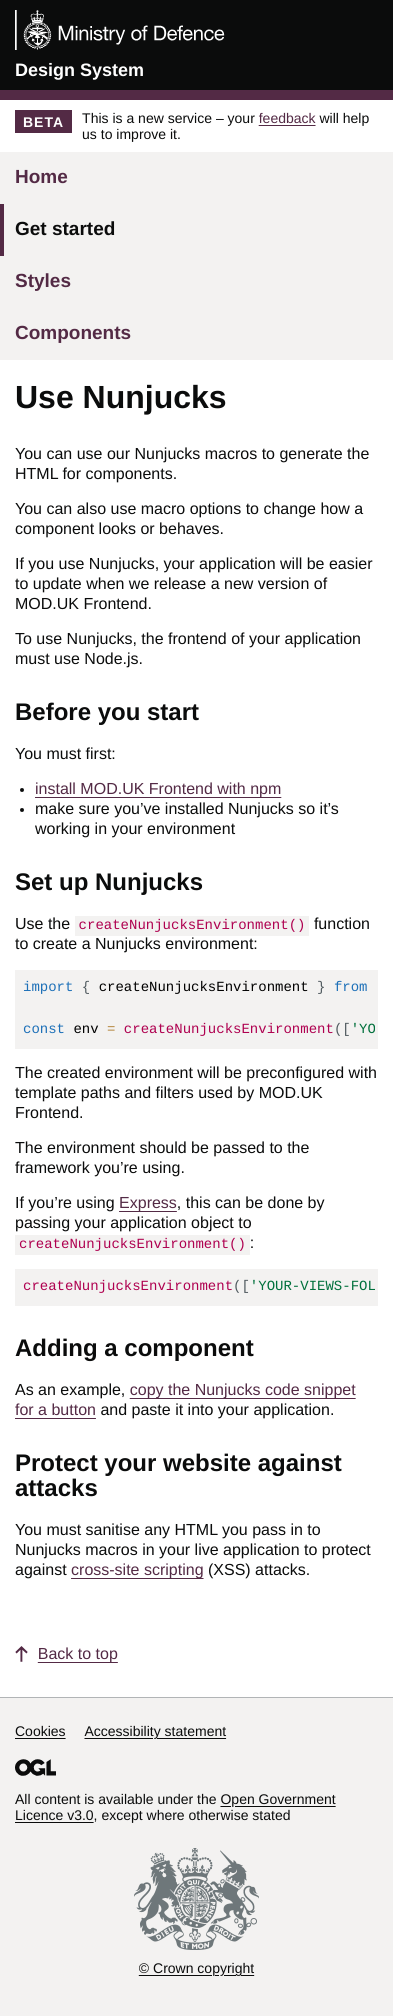 Ministry of Defence
Design System
BETA
This is a new service – your feedback will help
us to improve it.
Home
Get started
Styles
Components
Use Nunjucks
You can use our Nunjucks macros to generate the
HTML for components.
You can also use macro options to change how a
component looks or behaves.
If you use Nunjucks, your application will be easier
to update when we release a new version of
MOD.UK Frontend.
To use Nunjucks, the frontend of your application
must use Node.js.
Before you start
You must first:
• install MOD.UK Frontend with npm
• make sure you’ve installed Nunjucks so it’s
working in your environment
Set up Nunjucks
Use the createNunjucksEnvironment() function
to create a Nunjucks environment:
import { createNunjucksEnvironment } from
const env = createNunjucksEnvironment(['YO
The created environment will be preconfigured with
template paths and filters used by MOD.UK
Frontend.
The environment should be passed to the
framework you’re using.
If you’re using Express, this can be done by
passing your application object to
createNunjucksEnvironment():
createNunjucksEnvironment(['YOUR-VIEWS-FOL
Adding a component
As an example, copy the Nunjucks code snippet
for a button and paste it into your application.
Protect your website against
attacks
You must sanitise any HTML you pass in to
Nunjucks macros in your live application to protect
against cross-site scripting (XSS) attacks.
Back to top
Cookies Accessibility statement
OGL
All content is available under the Open Government
Licence v3.0, except where otherwise stated
DIEU ET MON DROIT
© Crown copyright